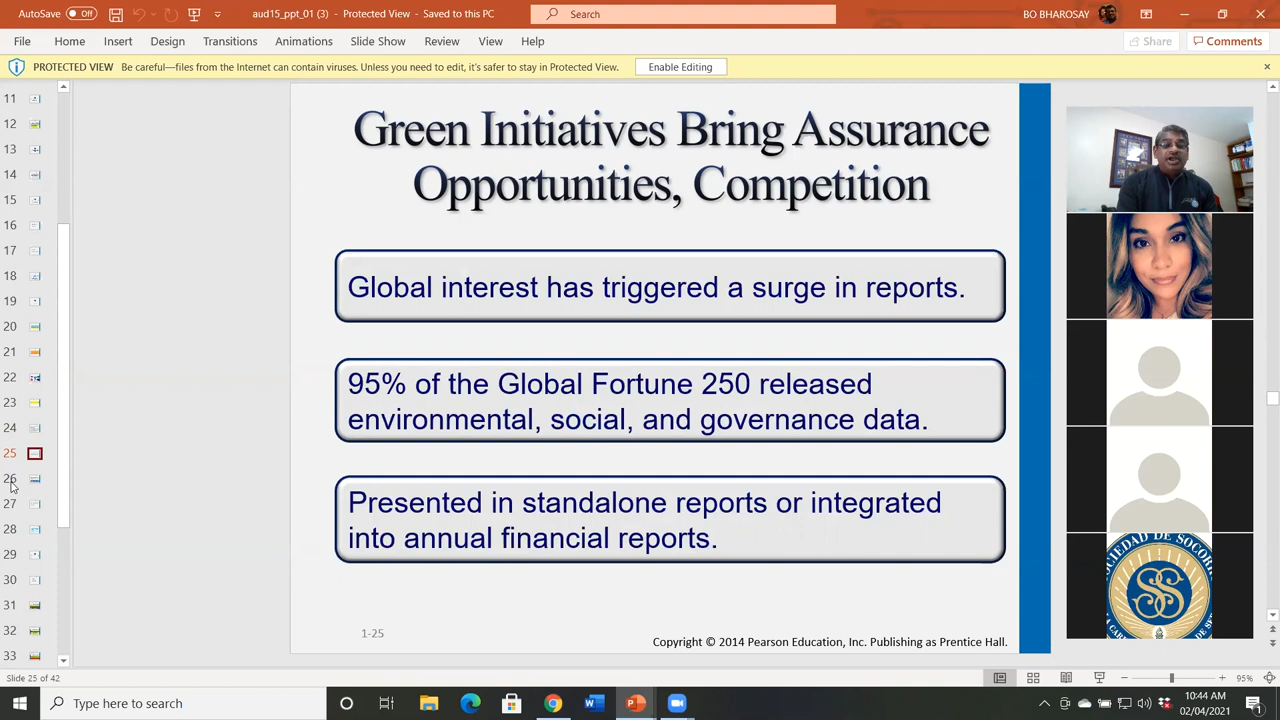 AutoSave Off aud15_ppt_01 (3) - Protected View - Saved to this PC Search BO BHAROSAY
File Home Insert Design Transitions Animations Slide Show Review View Help Share Comments
PROTECTED VIEW Be careful—files from the Internet can contain viruses. Unless you need to edit, it's safer to stay in Protected View. Enable Editing
11
12
13
14
15
16
17
18
19
20
21
22
23
24
25
26
27
28
29
30
31
32
33
Green Initiatives Bring Assurance
Opportunities, Competition
Global interest has triggered a surge in reports.
95% of the Global Fortune 250 released
environmental, social, and governance data.
Presented in standalone reports or integrated
into annual financial reports.
1-25
Copyright © 2014 Pearson Education, Inc. Publishing as Prentice Hall.
Slide 25 of 42 95%
Type here to search
10:44 AM
02/04/2021